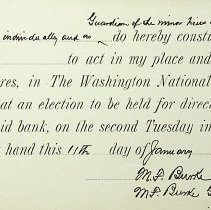 Guardian of the minor heirs
individually and as do hereby constit
to act in my place and
res, in The Washington National
at an election to be held for direc
id bank, on the second Tuesday in
hand this 11th day of January
M. F. Burke
M. F. Burke